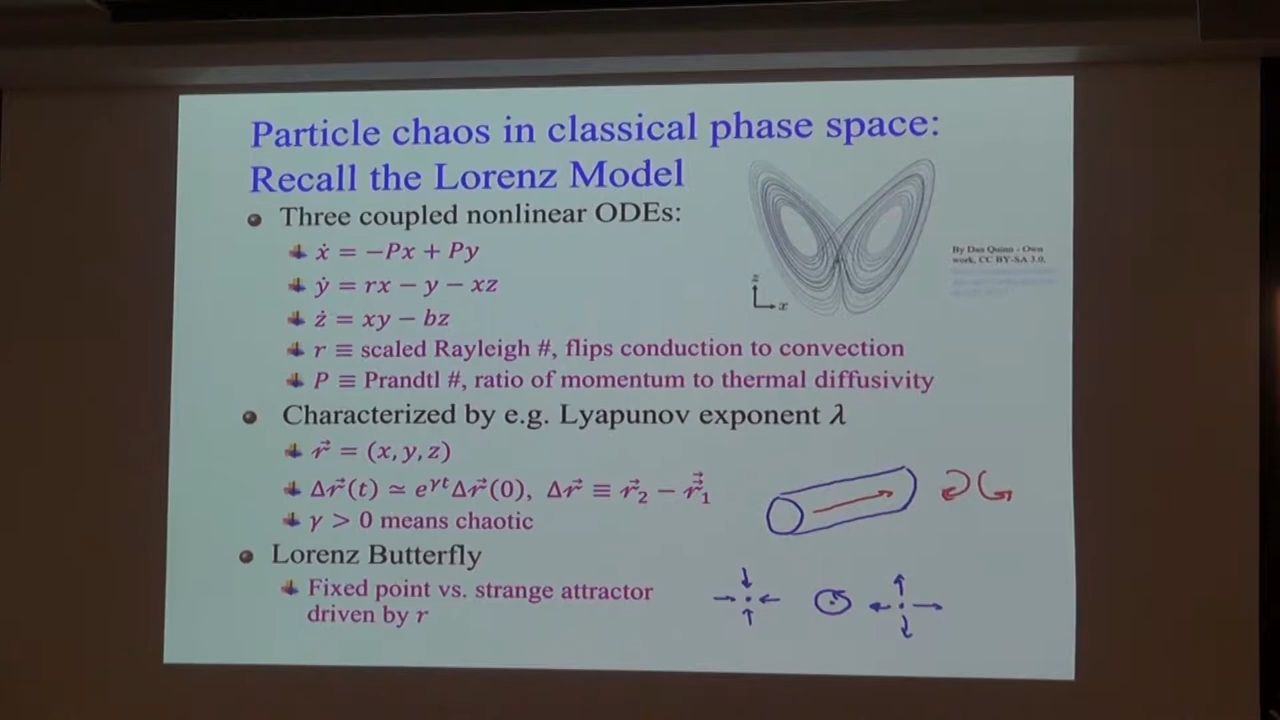 Particle chaos in classical phase space:
Recall the Lorenz Model
Three coupled nonlinear ODEs:
ẋ = −Px + Py
ẏ = rx − y − xz
ż = xy − bz
r ≡ scaled Rayleigh #, flips conduction to convection
P ≡ Prandtl #, ratio of momentum to thermal diffusivity
Characterized by e.g. Lyapunov exponent λ
r⃗ = (x, y, z)
Δr⃗(t) ≃ e^γt Δr⃗(0), Δr⃗ ≡ r⃗₂ − r⃗₁
γ > 0 means chaotic
Lorenz Butterfly
Fixed point vs. strange attractor
driven by r
z
x
By Dan Quinn - Own
work, CC BY-SA 3.0,